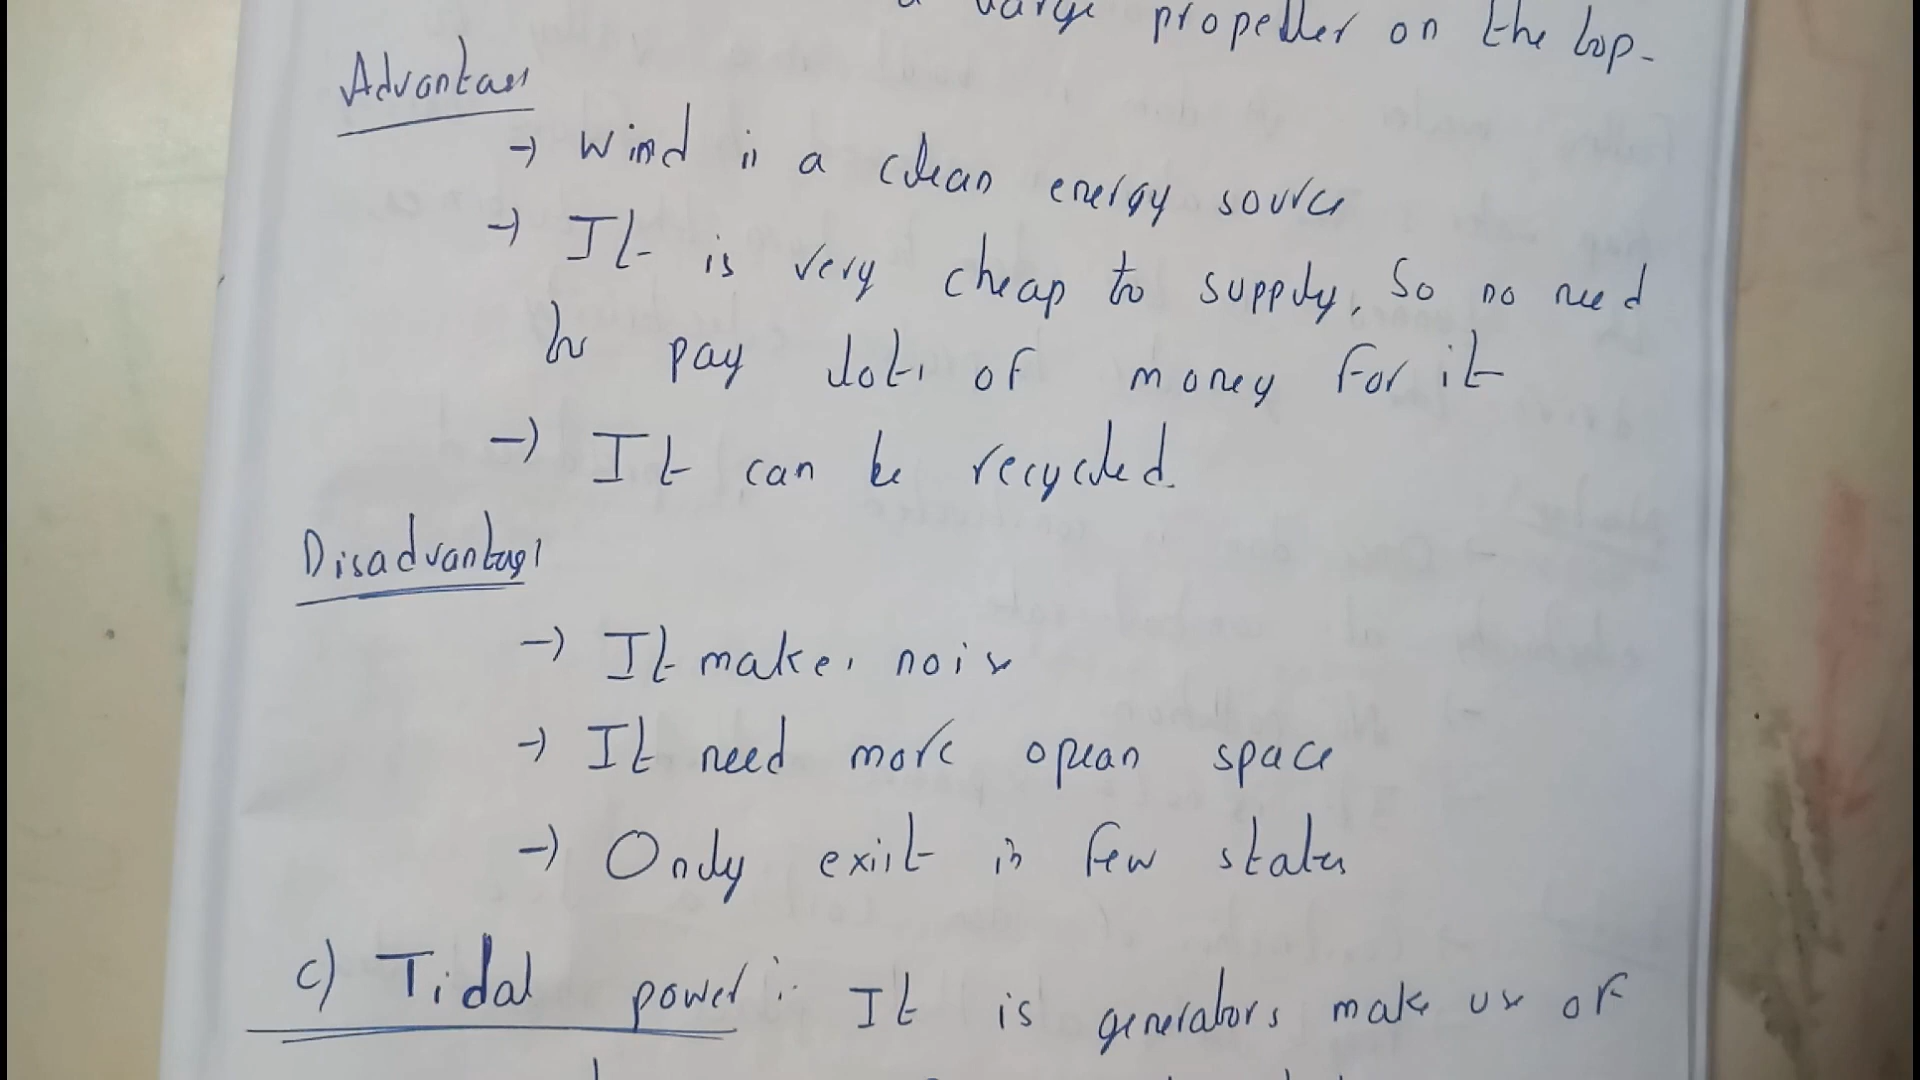 a large propeller on the top.
Advantages
→ Wind is a clean energy source
→ It is very cheap to supply. So no need
to pay lots of money for it
→ It can be recycled.
Disadvantages
→ It makes noise
→ It need more opean space
→ Only exist in few states
c) Tidal power: It is generators make use of